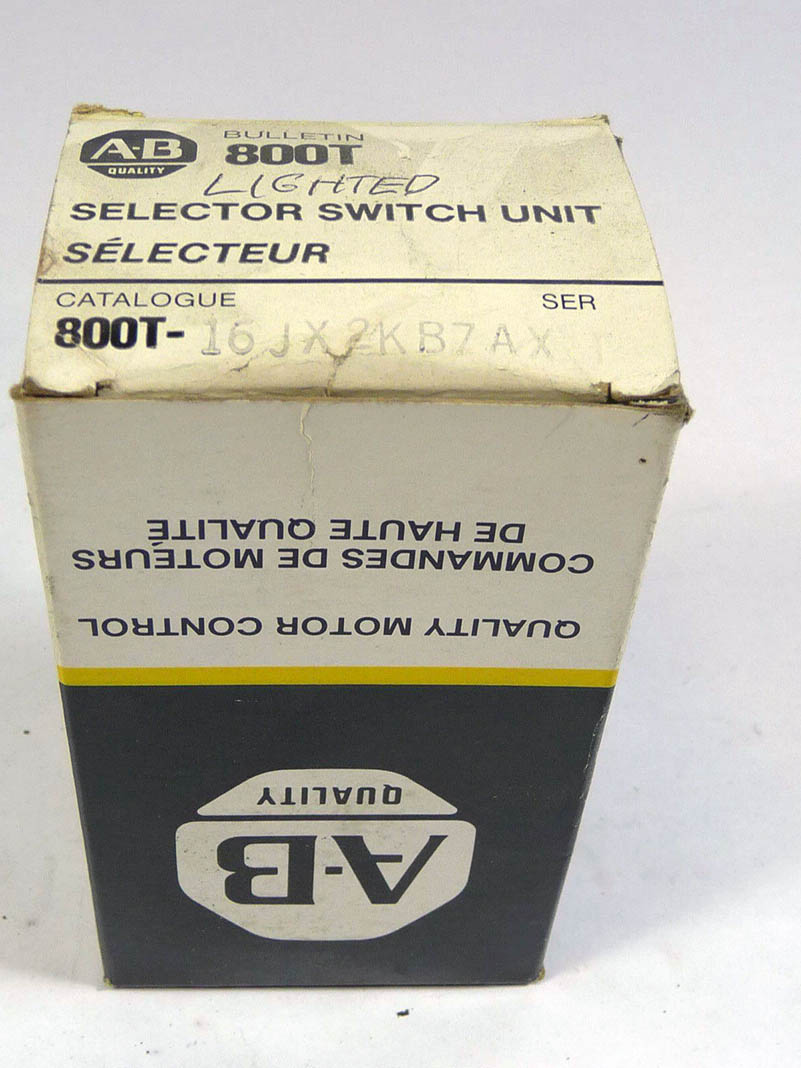 A-B
QUALITY
BULLETIN
800T
LIGHTED
SELECTOR SWITCH UNIT
SÉLECTEUR
CATALOGUE SER
800T- 16JX2KB7AX
QUALITY MOTOR CONTROL
COMMANDES DE MOTEURS
DE HAUTE QUALITÉ
A-B
QUALITY